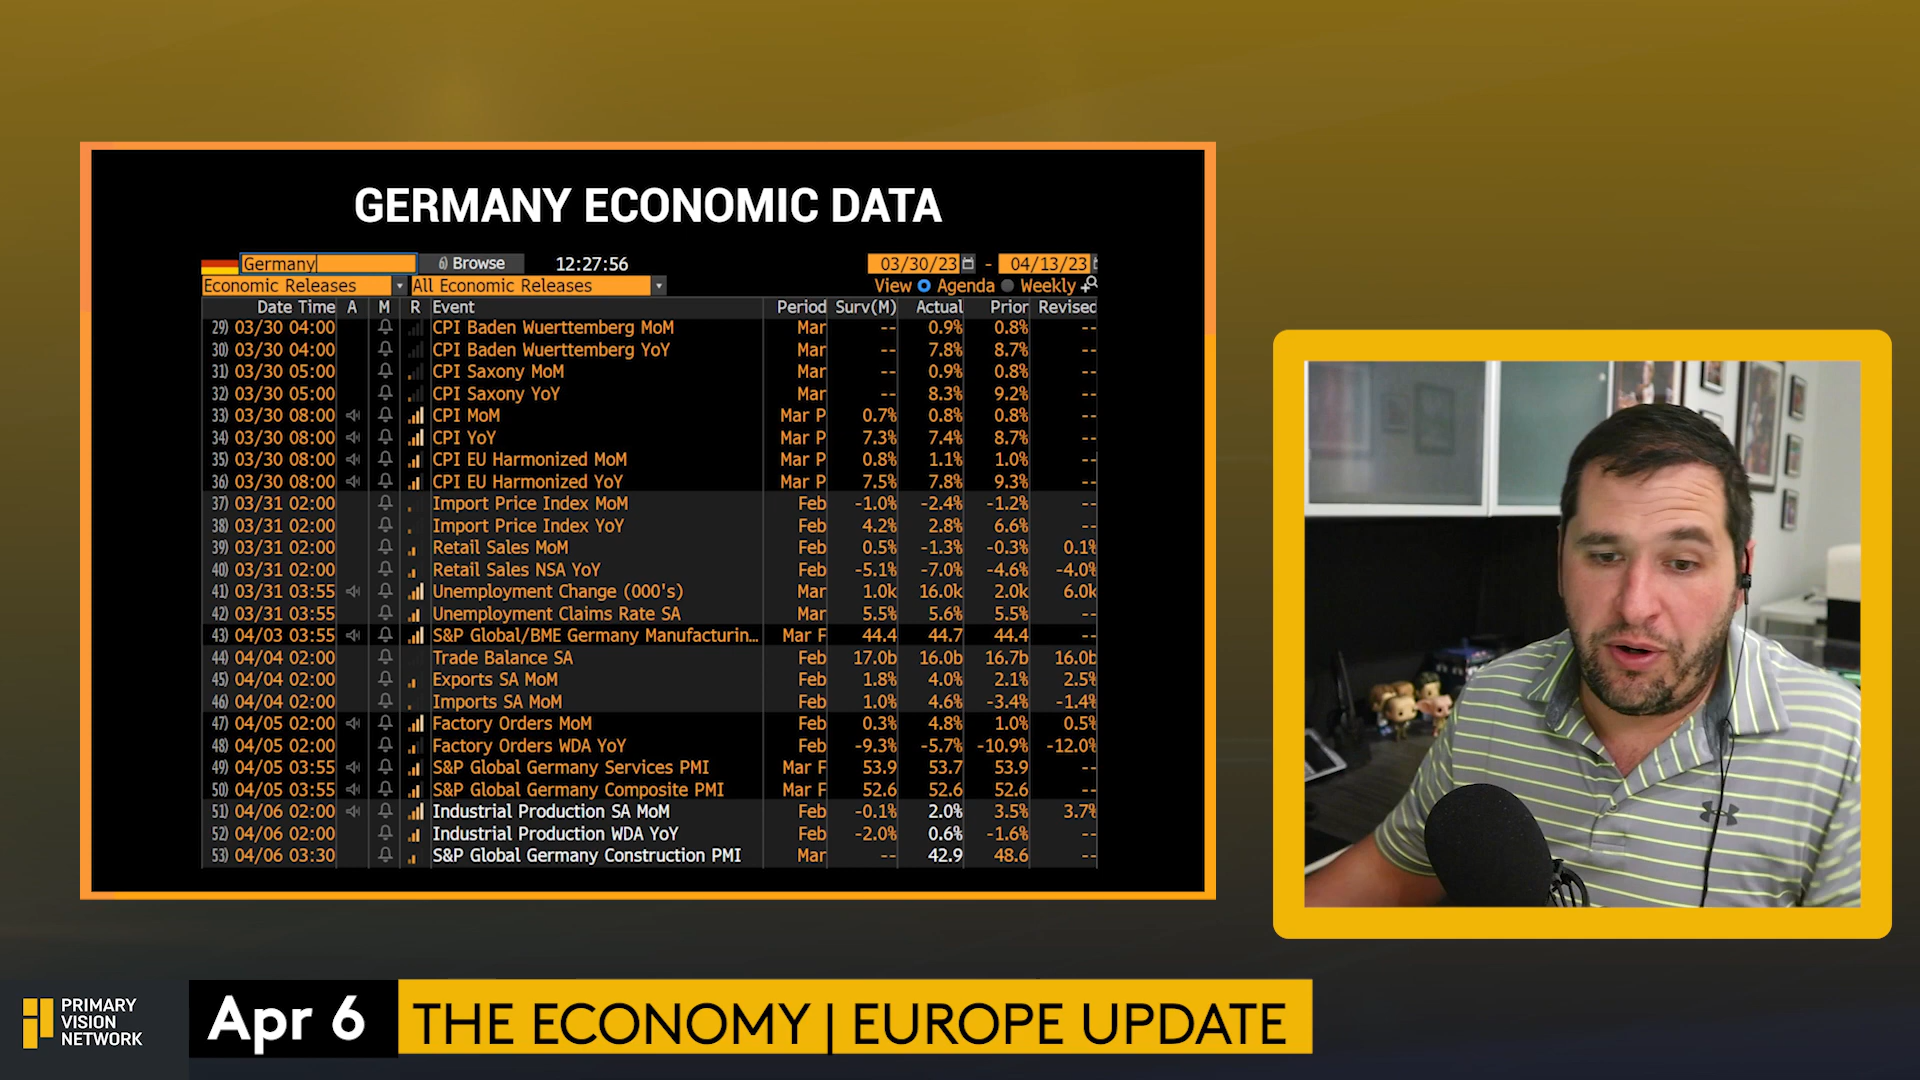 GERMANY ECONOMIC DATA
Germany Browse 12:27:56 03/30/23 - 04/13/23
Economic Releases All Economic Releases View Agenda Weekly
Date Time A M R Event Period Surv(M) Actual Prior Revised
29) 03/30 04:00 CPI Baden Wuerttemberg MoM Mar -- 0.9% 0.8% --
30) 03/30 04:00 CPI Baden Wuerttemberg YoY Mar -- 7.8% 8.7% --
31) 03/30 05:00 CPI Saxony MoM Mar -- 0.9% 0.8% --
32) 03/30 05:00 CPI Saxony YoY Mar -- 8.3% 9.2% --
33) 03/30 08:00 CPI MoM Mar P 0.7% 0.8% 0.8% --
34) 03/30 08:00 CPI YoY Mar P 7.3% 7.4% 8.7% --
35) 03/30 08:00 CPI EU Harmonized MoM Mar P 0.8% 1.1% 1.0% --
36) 03/30 08:00 CPI EU Harmonized YoY Mar P 7.5% 7.8% 9.3% --
37) 03/31 02:00 Import Price Index MoM Feb -1.0% -2.4% -1.2% --
38) 03/31 02:00 Import Price Index YoY Feb 4.2% 2.8% 6.6% --
39) 03/31 02:00 Retail Sales MoM Feb 0.5% -1.3% -0.3% 0.1%
40) 03/31 02:00 Retail Sales NSA YoY Feb -5.1% -7.0% -4.6% -4.0%
41) 03/31 03:55 Unemployment Change (000's) Mar 1.0k 16.0k 2.0k 6.0k
42) 03/31 03:55 Unemployment Claims Rate SA Mar 5.5% 5.6% 5.5% --
43) 04/03 03:55 S&P Global/BME Germany Manufacturin... Mar F 44.4 44.7 44.4 --
44) 04/04 02:00 Trade Balance SA Feb 17.0b 16.0b 16.7b 16.0b
45) 04/04 02:00 Exports SA MoM Feb 1.8% 4.0% 2.1% 2.5%
46) 04/04 02:00 Imports SA MoM Feb 1.0% 4.6% -3.4% -1.4%
47) 04/05 02:00 Factory Orders MoM Feb 0.3% 4.8% 1.0% 0.5%
48) 04/05 02:00 Factory Orders WDA YoY Feb -9.3% -5.7% -10.9% -12.0%
49) 04/05 03:55 S&P Global Germany Services PMI Mar F 53.9 53.7 53.9 --
50) 04/05 03:55 S&P Global Germany Composite PMI Mar F 52.6 52.6 52.6 --
51) 04/06 02:00 Industrial Production SA MoM Feb -0.1% 2.0% 3.5% 3.7%
52) 04/06 02:00 Industrial Production WDA YoY Feb -2.0% 0.6% -1.6% --
53) 04/06 03:30 S&P Global Germany Construction PMI Mar -- 42.9 48.6 --
PRIMARY
VISION
NETWORK
Apr 6
THE ECONOMY | EUROPE UPDATE